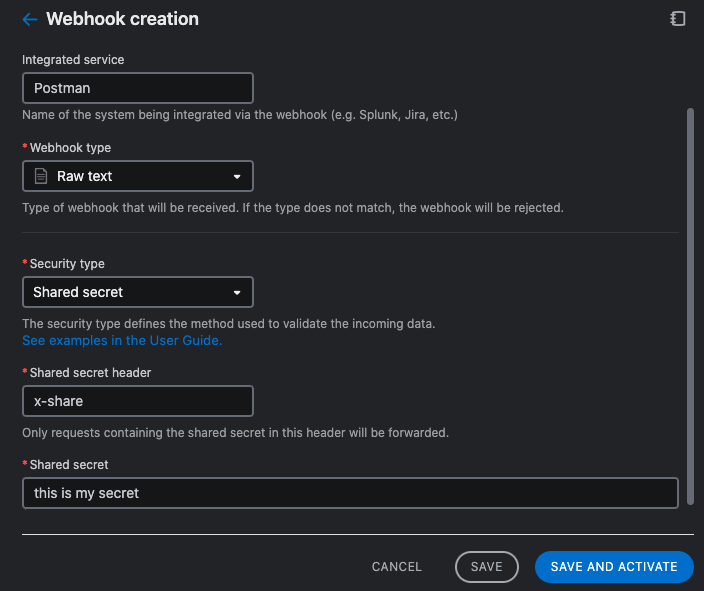 Webhook creation
Integrated service
Postman
Name of the system being integrated via the webhook (e.g. Splunk, Jira, etc.)
* Webhook type
Raw text
Type of webhook that will be received. If the type does not match, the webhook will be rejected.
* Security type
Shared secret
The security type defines the method used to validate the incoming data.
See examples in the User Guide.
* Shared secret header
x-share
Only requests containing the shared secret in this header will be forwarded.
* Shared secret
this is my secret
CANCEL SAVE SAVE AND ACTIVATE